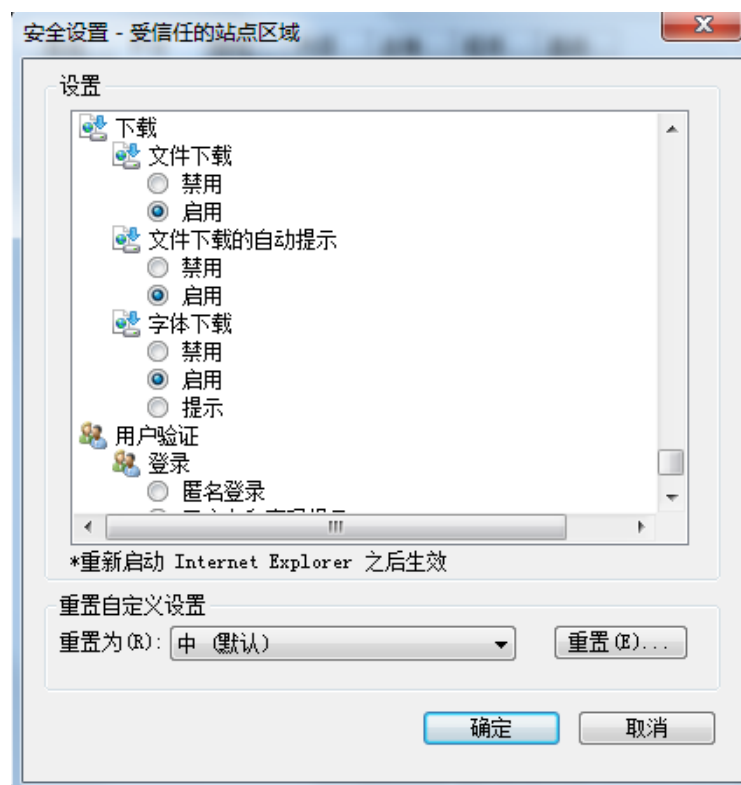 安全设置 - 受信任的站点区域
设置
下载
文件下载
禁用
启用
文件下载的自动提示
禁用
启用
字体下载
禁用
启用
提示
用户验证
登录
匿名登录
*重新启动 Internet Explorer 之后生效
重置自定义设置
重置为(R): 中 (默认) 重置(E)...
确定 取消